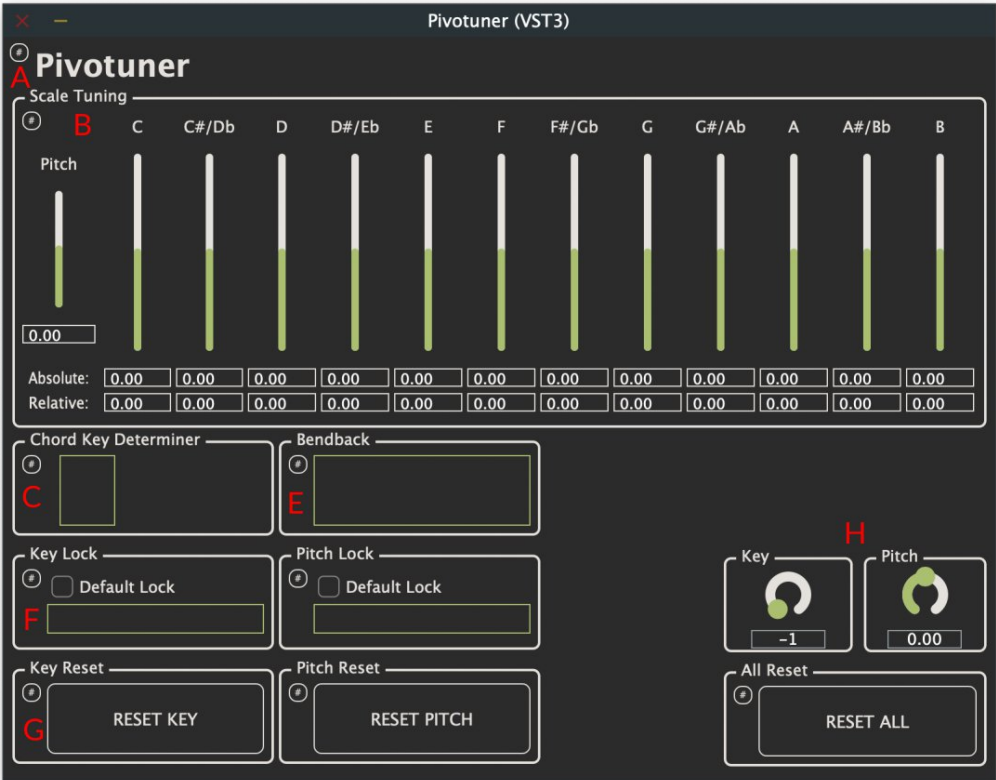 Pivotuner (VST3)
#
Pivotuner
A
Scale Tuning
#
B
C C#/Db D D#/Eb E F F#/Gb G G#/Ab A A#/Bb B
Pitch
0.00
Absolute: 0.00 0.00 0.00 0.00 0.00 0.00 0.00 0.00 0.00 0.00 0.00 0.00
Relative: 0.00 0.00 0.00 0.00 0.00 0.00 0.00 0.00 0.00 0.00 0.00 0.00
Chord Key Determiner
#
C
Bendback
#
E
Key Lock
#
Default Lock
F
Pitch Lock
#
Default Lock
H
Key
-1
Pitch
0.00
Key Reset
#
G
RESET KEY
Pitch Reset
#
RESET PITCH
All Reset
#
RESET ALL